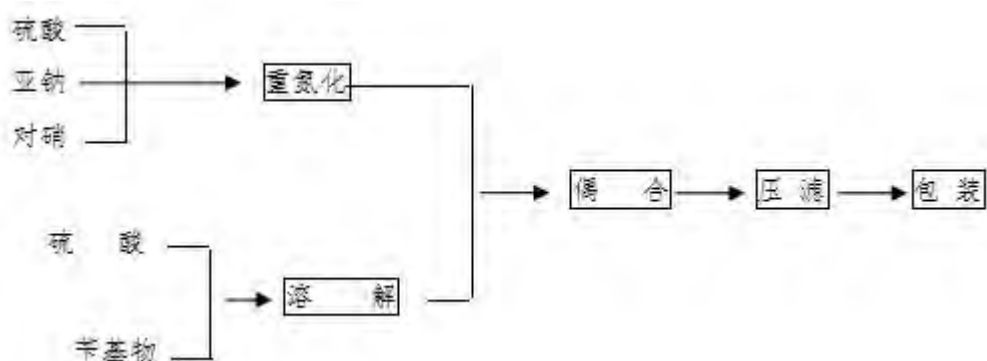 硫酸
亚钠
重氮化
对硝
偶 合
压 滤
包 装
硫 酸
溶 解
苄基物